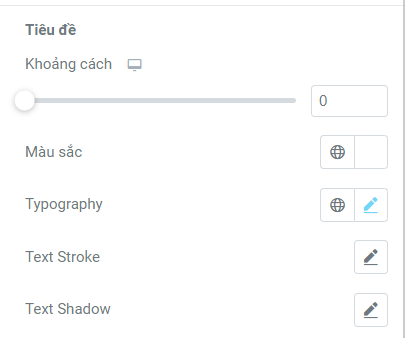 Tiêu đề
Khoảng cách
0
Màu sắc
Typography
Text Stroke
Text Shadow